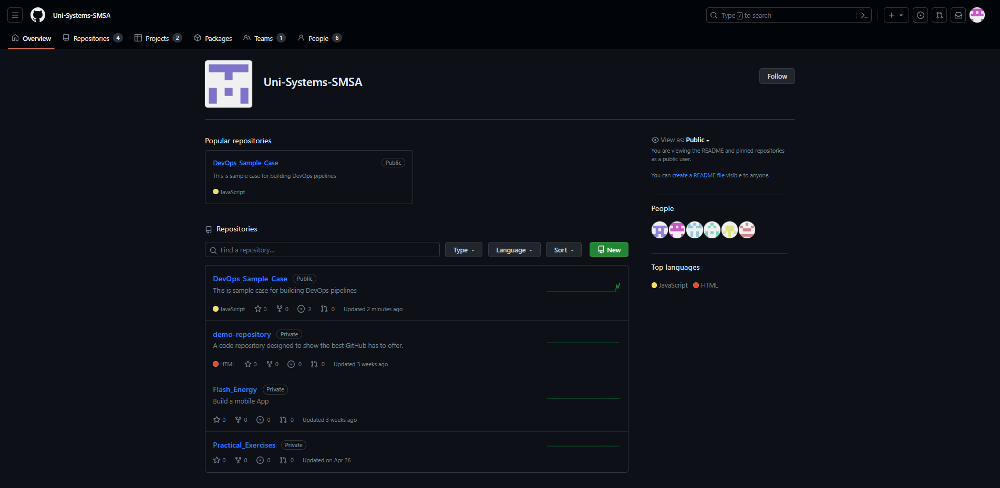 Uni-Systems-SMSA
Type / to search
Overview
Repositories 4
Projects 2
Packages
Teams 1
People 6
Uni-Systems-SMSA
Follow
Popular repositories
DevOps_Sample_Case Public
This is sample case for building DevOps pipelines
JavaScript
View as: Public
You are viewing the README and pinned repositories
as a public user.
You can create a README file visible to anyone.
People
Top languages
JavaScript HTML
Repositories
Find a repository...
Type
Language
Sort
New
DevOps_Sample_Case Public
This is sample case for building DevOps pipelines
JavaScript 0 0 2 0 Updated 2 minutes ago
demo-repository Private
A code repository designed to show the best GitHub has to offer.
HTML 0 0 0 0 Updated 3 weeks ago
Flash_Energy Private
Build a mobile App
0 0 0 0 Updated 3 weeks ago
Practical_Exercises Private
0 0 0 0 Updated on Apr 26